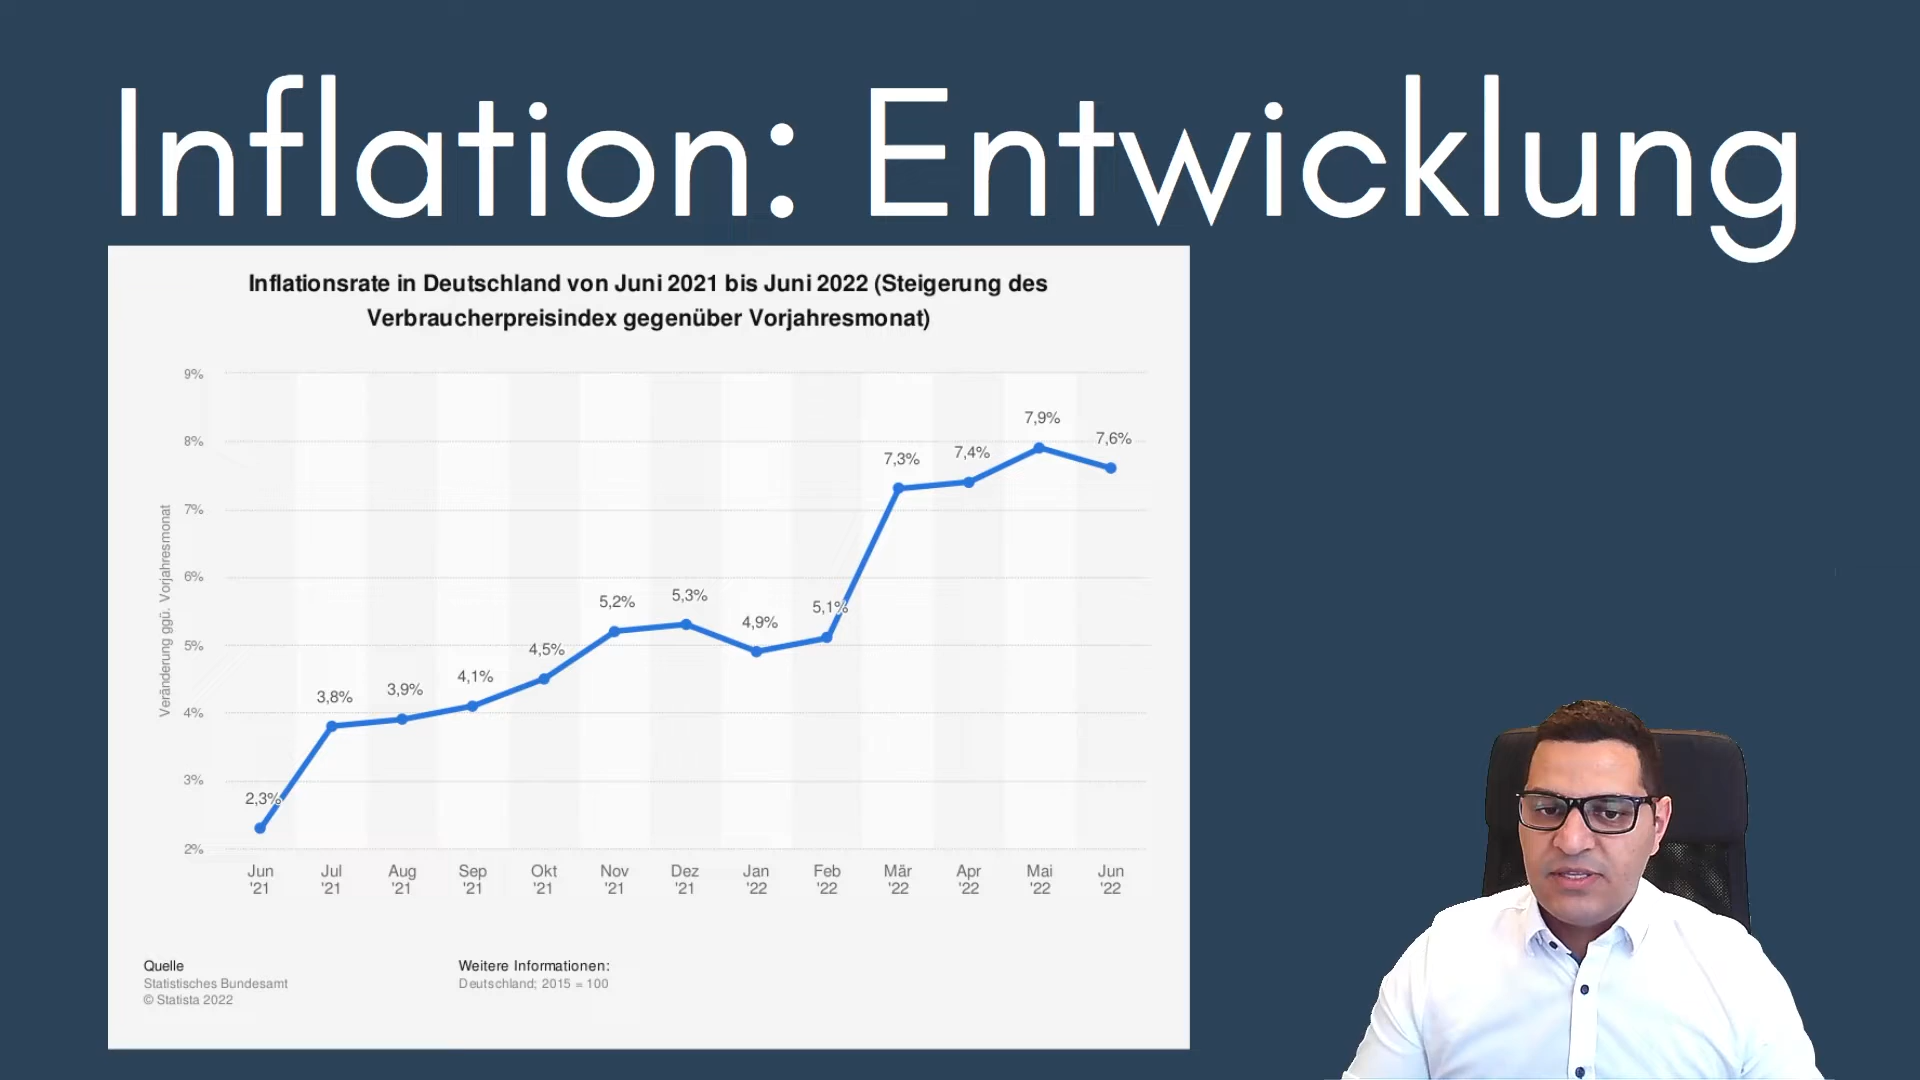 Inflation: Entwicklung
Inflationsrate in Deutschland von Juni 2021 bis Juni 2022 (Steigerung des
Verbraucherpreisindex gegenüber Vorjahresmonat)
Veränderung ggü. Vorjahresmonat
9%
8%
7%
6%
5%
4%
3%
2%
2,3%
3,8%
3,9%
4,1%
4,5%
5,2%
5,3%
4,9%
5,1%
7,3%
7,4%
7,9%
7,6%
Jun Jul Aug Sep Okt Nov Dez Jan Feb Mär Apr Mai Jun
'21 '21 '21 '21 '21 '21 '21 '22 '22 '22 '22 '22 '22
Quelle
Statistisches Bundesamt
© Statista 2022
Weitere Informationen:
Deutschland; 2015 = 100